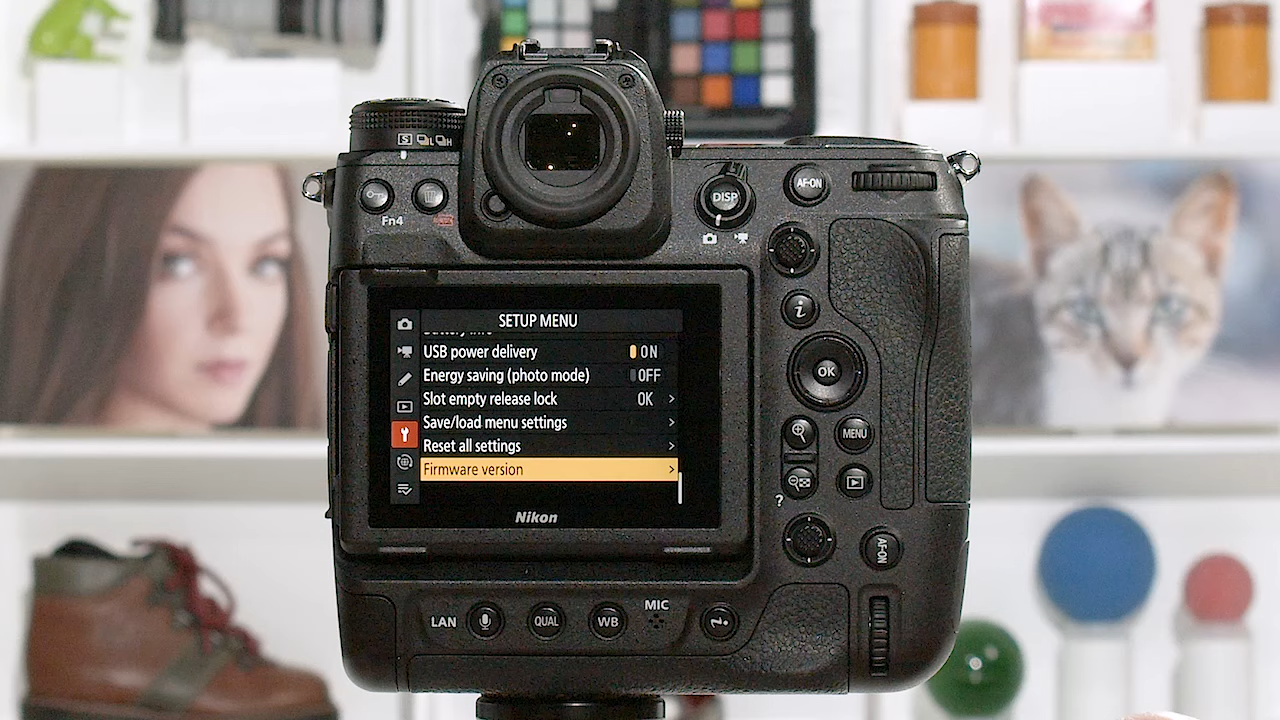 S L H
DISP
AF-ON
Fn4
i
SETUP MENU
USB power delivery ON
Energy saving (photo mode) OFF
Slot empty release lock OK >
Save/load menu settings >
Reset all settings >
Firmware version >
OK
MENU
?
Nikon
AF-ON
LAN
QUAL
WB
MIC